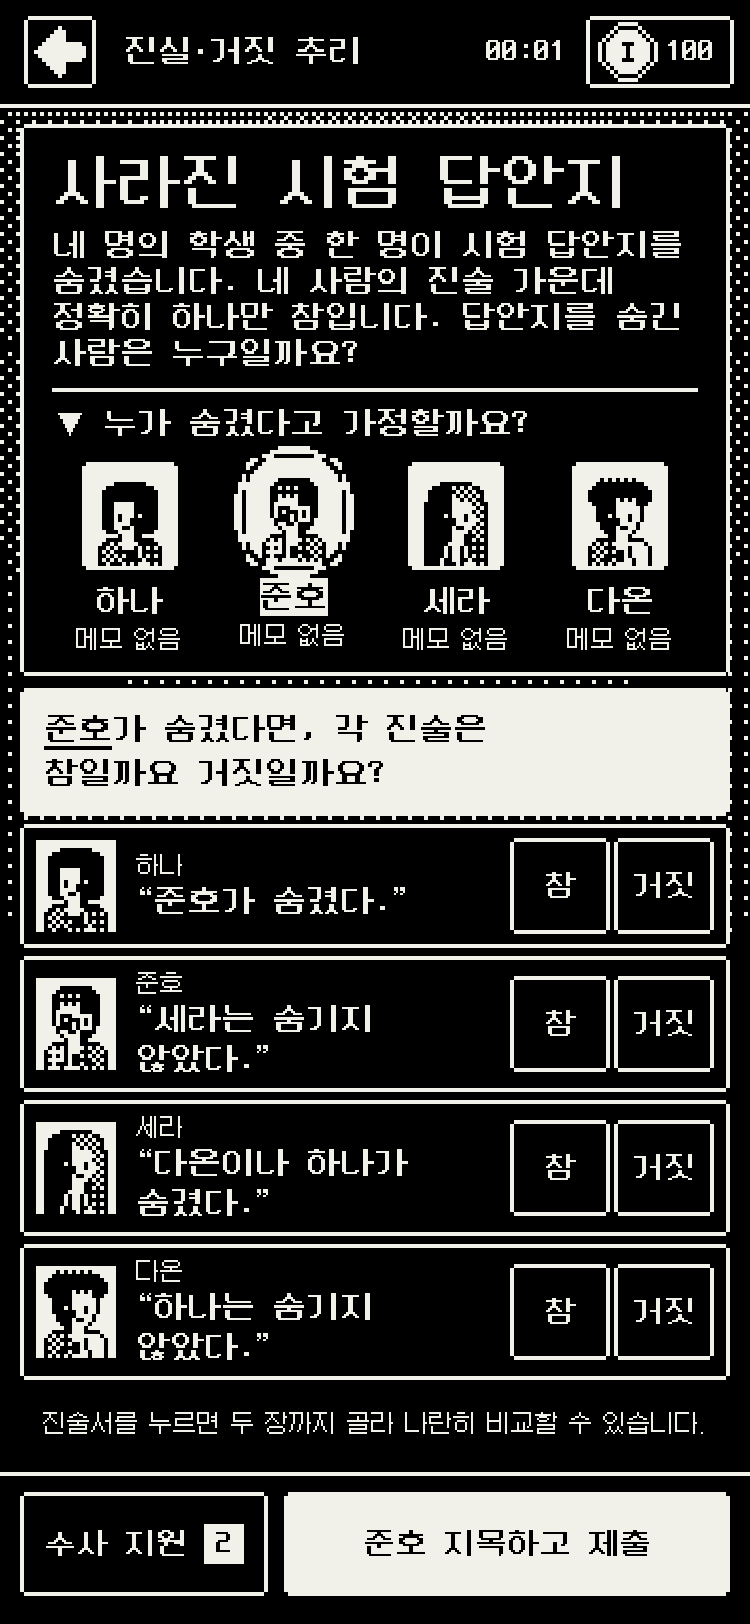 진실·거짓 추리
00:01
I 100
사라진 시험 답안지
네 명의 학생 중 한 명이 시험 답안지를
숨겼습니다. 네 사람의 진술 가운데
정확히 하나만 참입니다. 답안지를 숨긴
사람은 누구일까요?
▼ 누가 숨겼다고 가정할까요?
하나 준호 세라 다온
메모 없음 메모 없음 메모 없음 메모 없음
준호가 숨겼다면, 각 진술은
참일까요 거짓일까요?
하나
“준호가 숨겼다.”
참 거짓
준호
“세라는 숨기지
않았다.”
참 거짓
세라
“다온이나 하나가
숨겼다.”
참 거짓
다온
“하나는 숨기지
않았다.”
참 거짓
진술서를 누르면 두 장까지 골라 나란히 비교할 수 있습니다.
수사 지원 2
준호 지목하고 제출